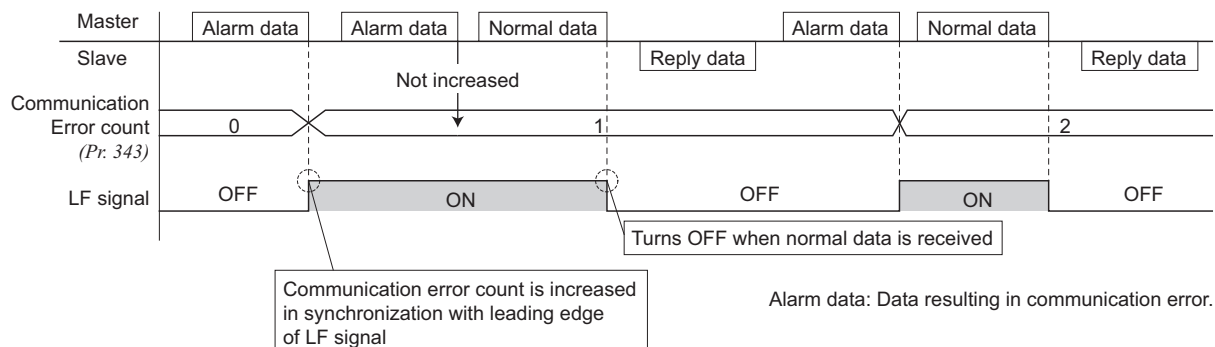 Master
Alarm data
Alarm data
Normal data
Alarm data
Normal data
Slave
Reply data
Reply data
Not increased
Communication
Error count
(Pr. 343)
0
1
2
LF signal
OFF
ON
OFF
ON
OFF
Turns OFF when normal data is received
Communication error count is increased
in synchronization with leading edge
of LF signal
Alarm data: Data resulting in communication error.